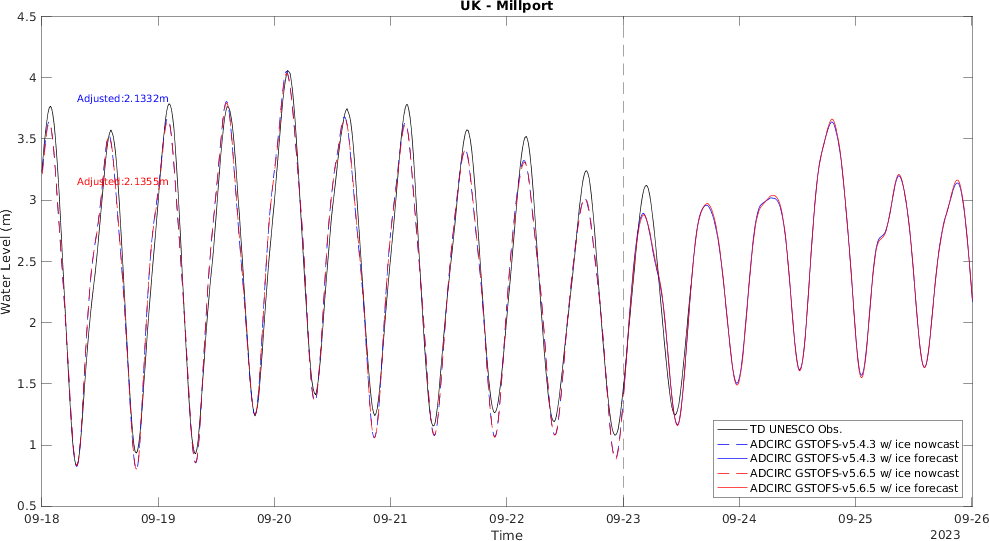 UK - Millport
4.5
4
3.5
3
2.5
2
1.5
1
0.5
Water Level (m)
Adjusted:2.1332m
Adjusted:2.1355m
TD UNESCO Obs.
ADCIRC GSTOFS-v5.4.3 w/ ice nowcast
ADCIRC GSTOFS-v5.4.3 w/ ice forecast
ADCIRC GSTOFS-v5.6.5 w/ ice nowcast
ADCIRC GSTOFS-v5.6.5 w/ ice forecast
09-18 09-19 09-20 09-21 09-22 09-23 09-24 09-25 09-26
Time
2023